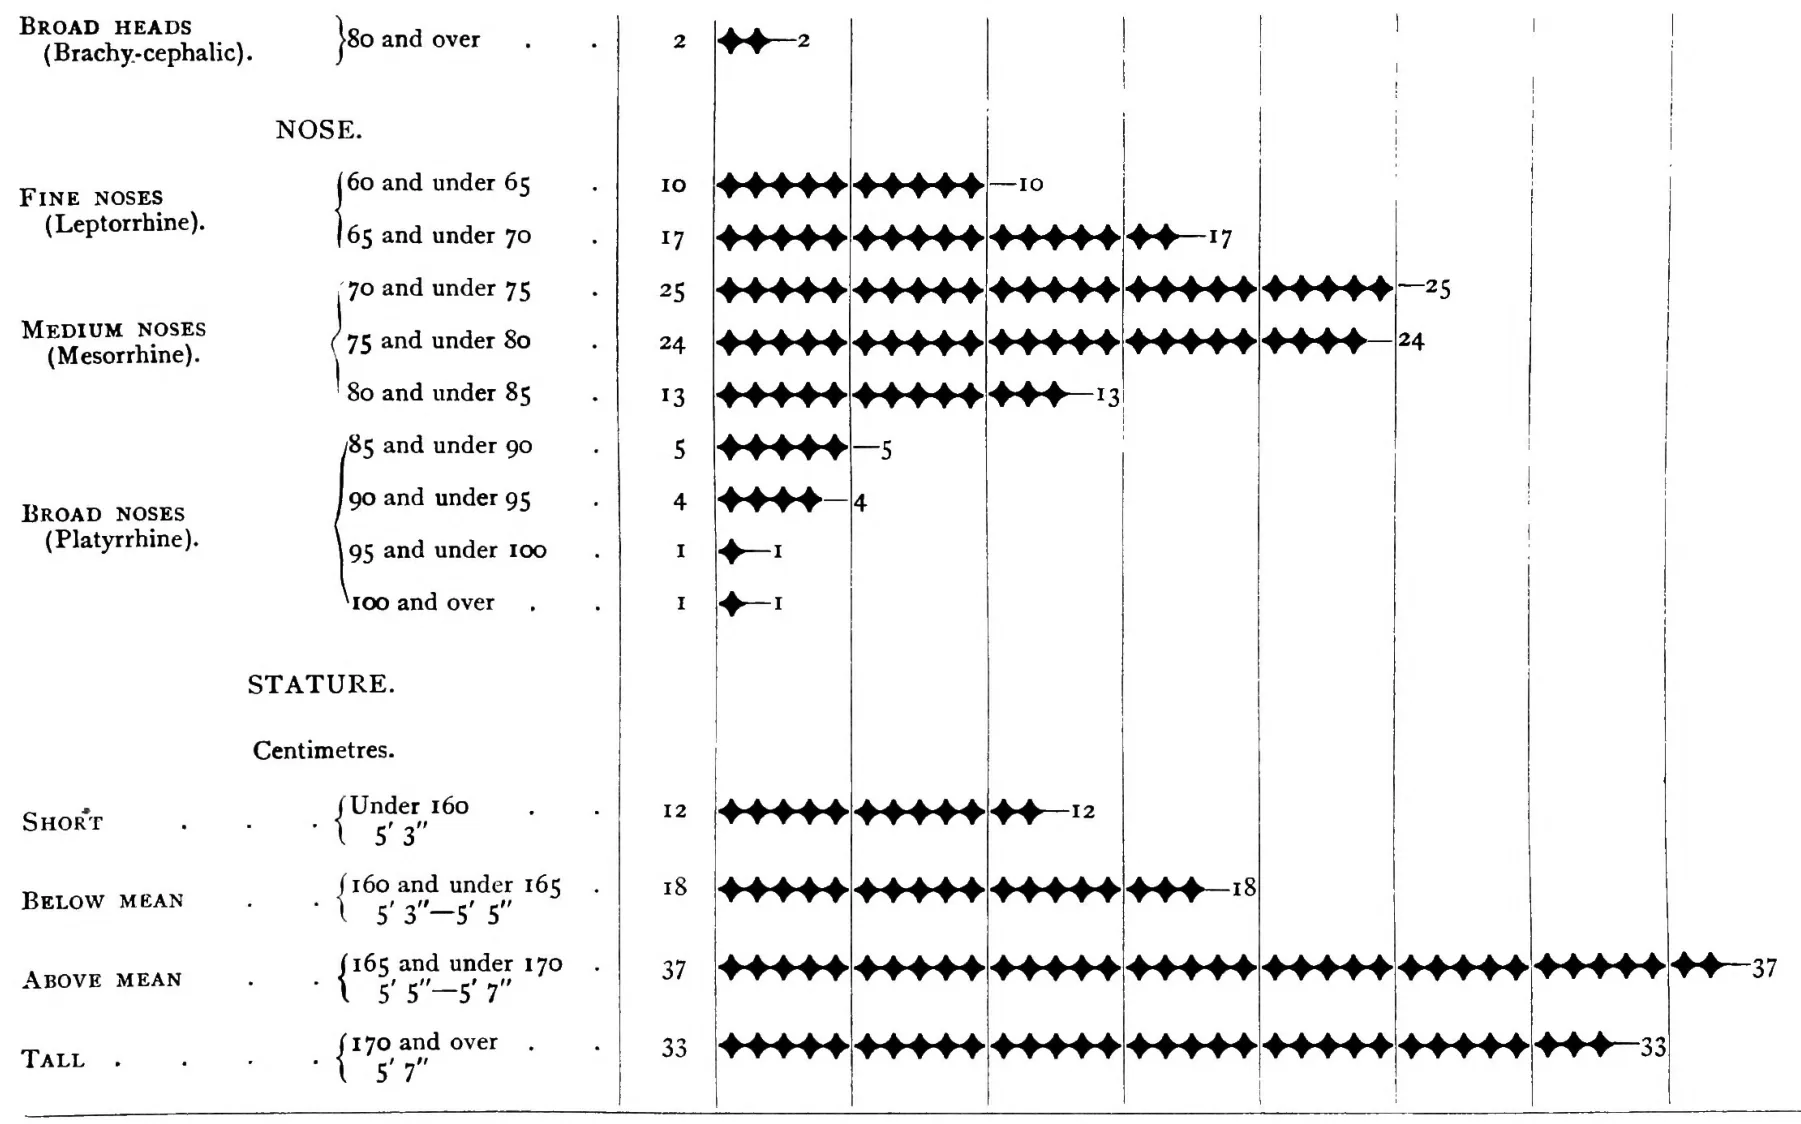 BROAD HEADS }80 and over . . 2 —2
(Brachy-cephalic).
NOSE.
FINE NOSES
(Leptorrhine).
60 and under 65 . 10 —10
65 and under 70 . 17 —17
MEDIUM NOSES
(Mesorrhine).
70 and under 75 . 25 —25
75 and under 80 . 24 —24
80 and under 85 . 13 —13
BROAD NOSES
(Platyrrhine).
85 and under 90 . 5 —5
90 and under 95 . 4 —4
95 and under 100 . 1 —1
100 and over . . 1 —1
STATURE.
Centimetres.
SHORT . . . {Under 160 . . 12 —12
5′ 3″
BELOW MEAN . . {160 and under 165 . 18 —18
5′ 3″—5′ 5″
ABOVE MEAN . . {165 and under 170 . 37 —37
5′ 5″—5′ 7″
TALL . . . . {170 and over . . 33 —33
5′ 7″